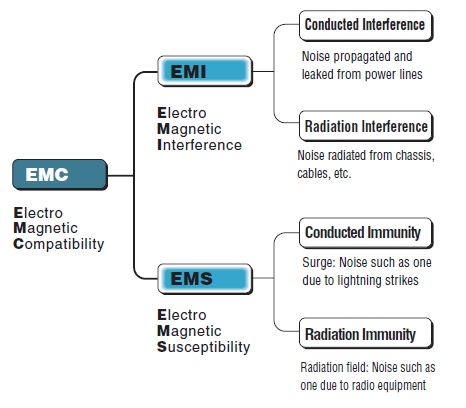 Conducted Interference
Noise propagated and
leaked from power lines
EMI
Electro
Magnetic
Interference
Radiation Interference
Noise radiated from chassis,
cables, etc.
EMC
Electro
Magnetic
Compatibility
Conducted Immunity
Surge: Noise such as one
due to lightning strikes
EMS
Electro
Magnetic
Susceptibility
Radiation Immunity
Radiation field: Noise such as
one due to radio equipment